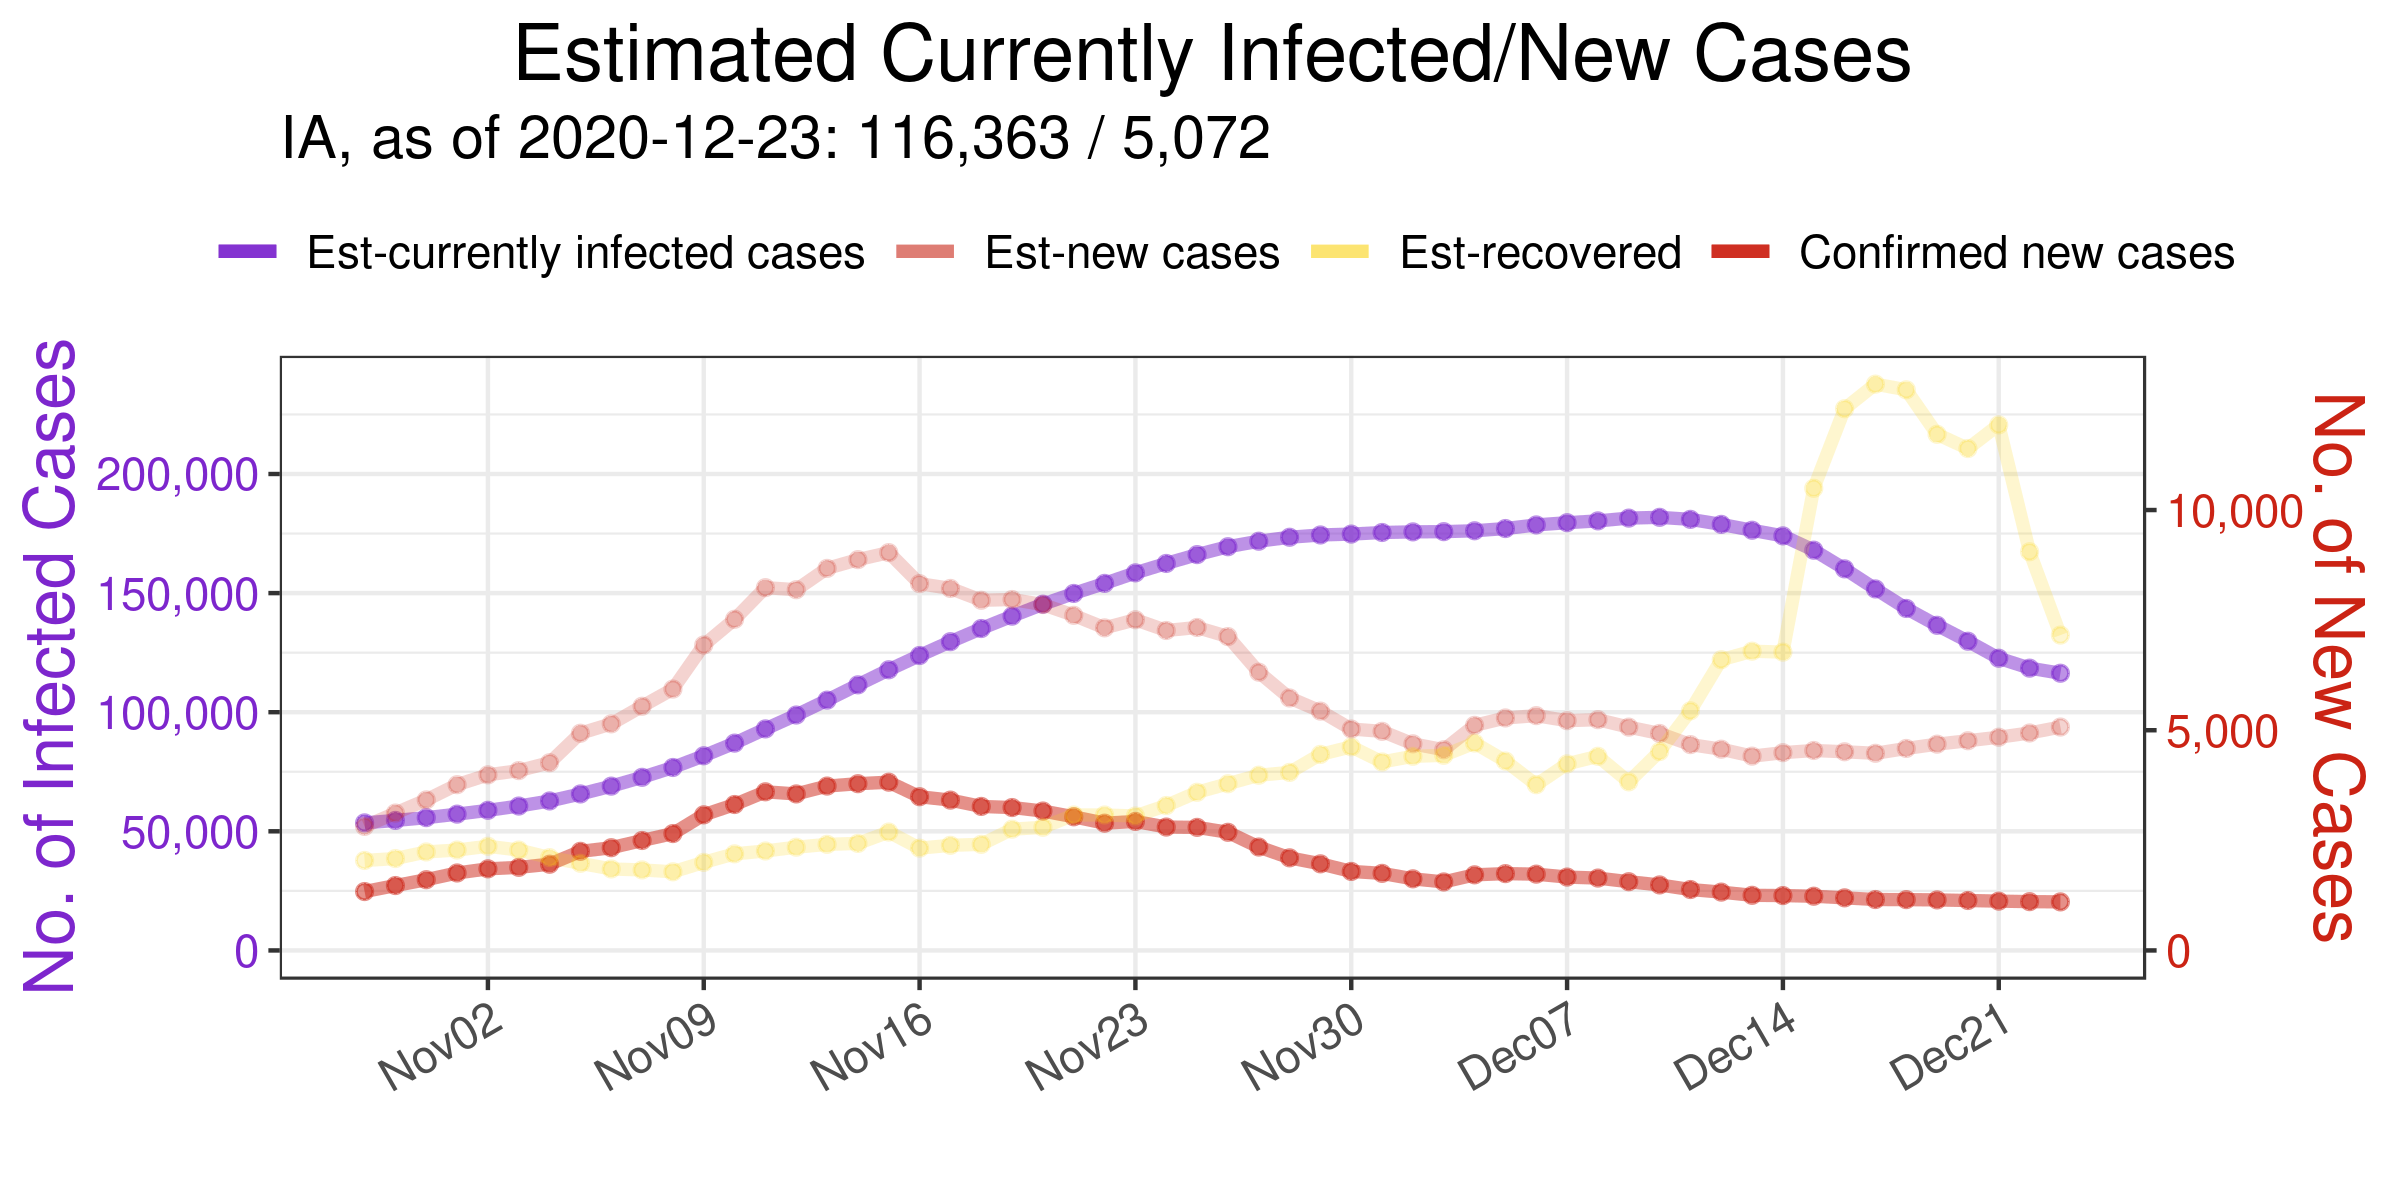 Estimated Currently Infected/New Cases
IA, as of 2020-12-23: 116,363 / 5,072
Est-currently infected cases
Est-new cases
Est-recovered
Confirmed new cases
No. of Infected Cases
200,000
150,000
100,000
50,000
0
10,000
5,000
0
No. of New Cases
Nov02
Nov09
Nov16
Nov23
Nov30
Dec07
Dec14
Dec21